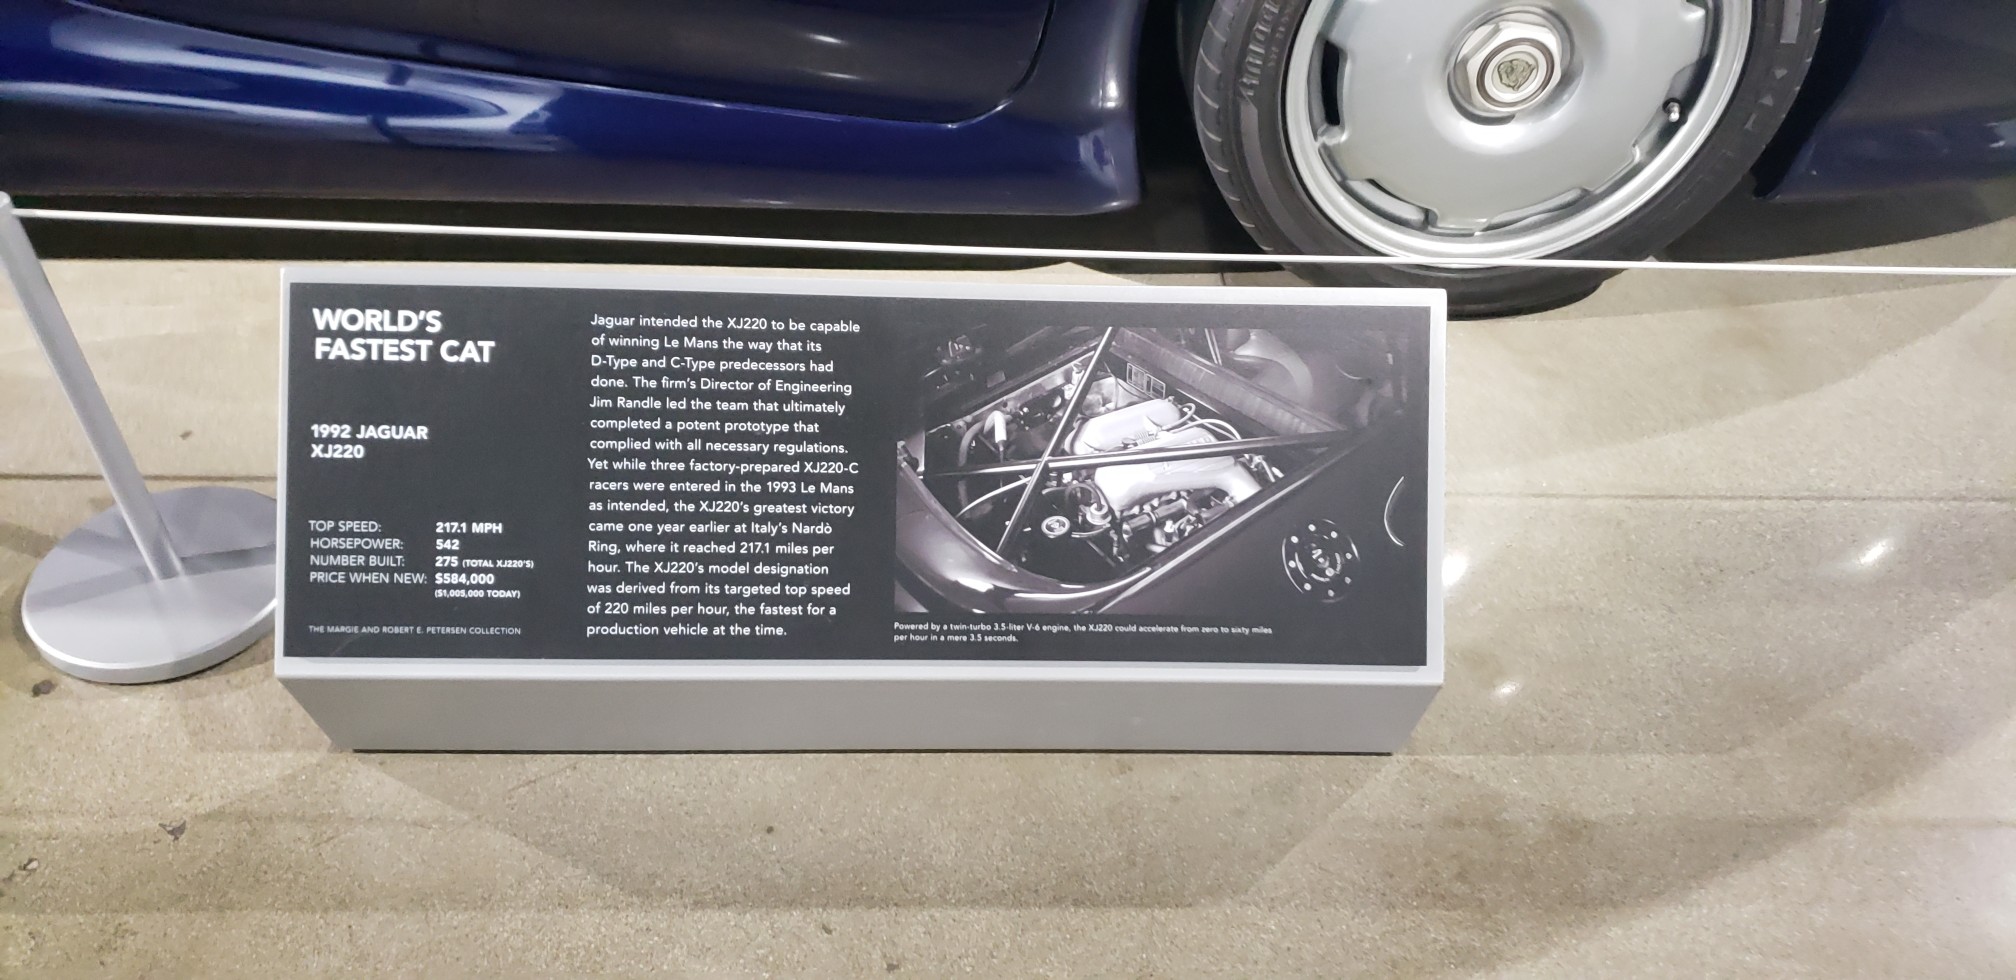 WORLD'S
FASTEST CAT
1992 JAGUAR
XJ220
TOP SPEED: 217.1 MPH
HORSEPOWER: 542
NUMBER BUILT: 275 (TOTAL XJ220'S)
PRICE WHEN NEW: $584,000
($1,005,000 TODAY)
THE MARGIE AND ROBERT E. PETERSEN COLLECTION
Jaguar intended the XJ220 to be capable
of winning Le Mans the way that its
D-Type and C-Type predecessors had
done. The firm's Director of Engineering
Jim Randle led the team that ultimately
completed a potent prototype that
complied with all necessary regulations.
Yet while three factory-prepared XJ220-C
racers were entered in the 1993 Le Mans
as intended, the XJ220's greatest victory
came one year earlier at Italy's Nardò
Ring, where it reached 217.1 miles per
hour. The XJ220's model designation
was derived from its targeted top speed
of 220 miles per hour, the fastest for a
production vehicle at the time.
Powered by a twin-turbo 3.5-liter V-6 engine, the XJ220 could accelerate from zero to sixty miles
per hour in a mere 3.5 seconds.